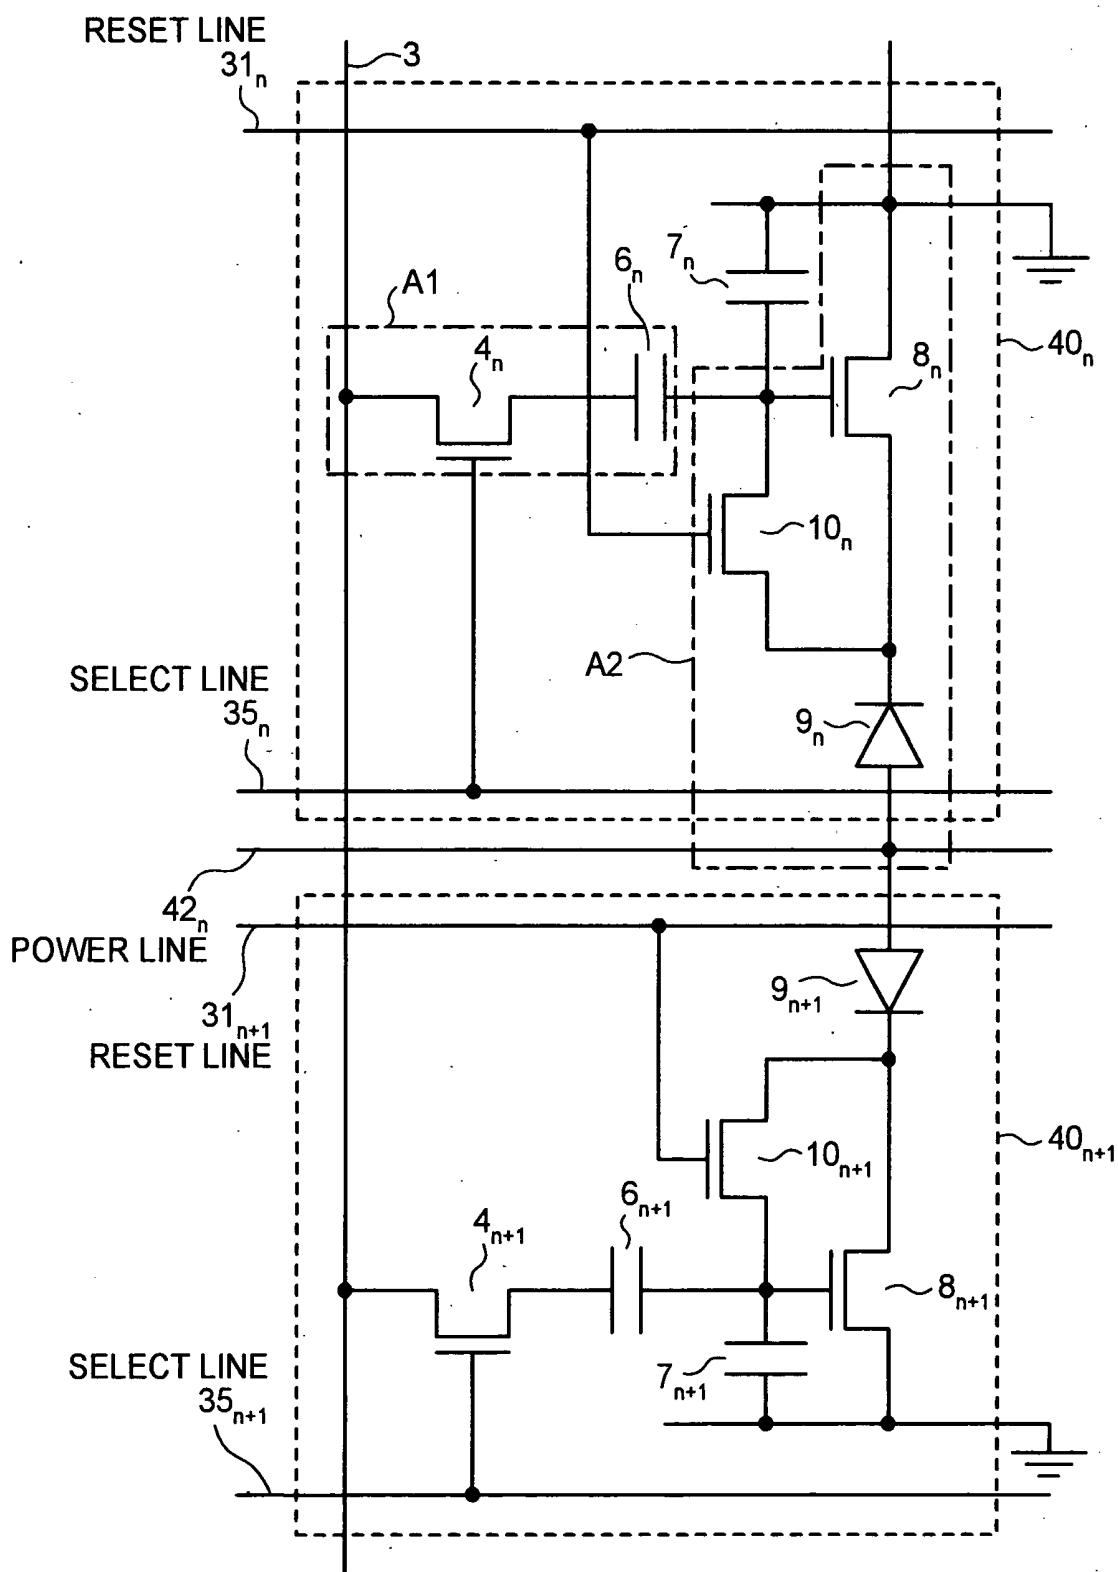 RESET LINE
31n
3
7n
6n
A1
4n
8n
40n
10n
A2
SELECT LINE
35n
9n
42n
POWER LINE
31n+1
RESET LINE
9n+1
10n+1
40n+1
6n+1
4n+1
8n+1
SELECT LINE
35n+1
7n+1